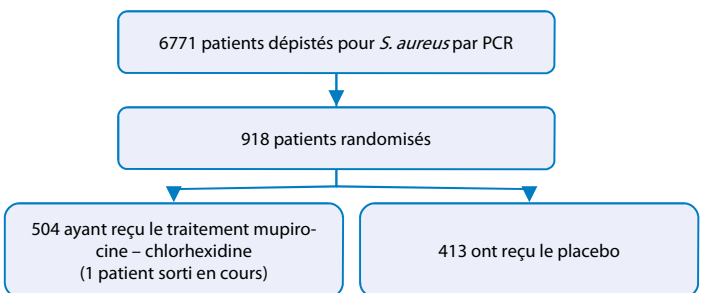 6771 patients dépistés pour S. aureus par PCR
918 patients randomisés
504 ayant reçu le traitement mupiro-
cine – chlorhexidine
(1 patient sorti en cours)
413 ont reçu le placebo